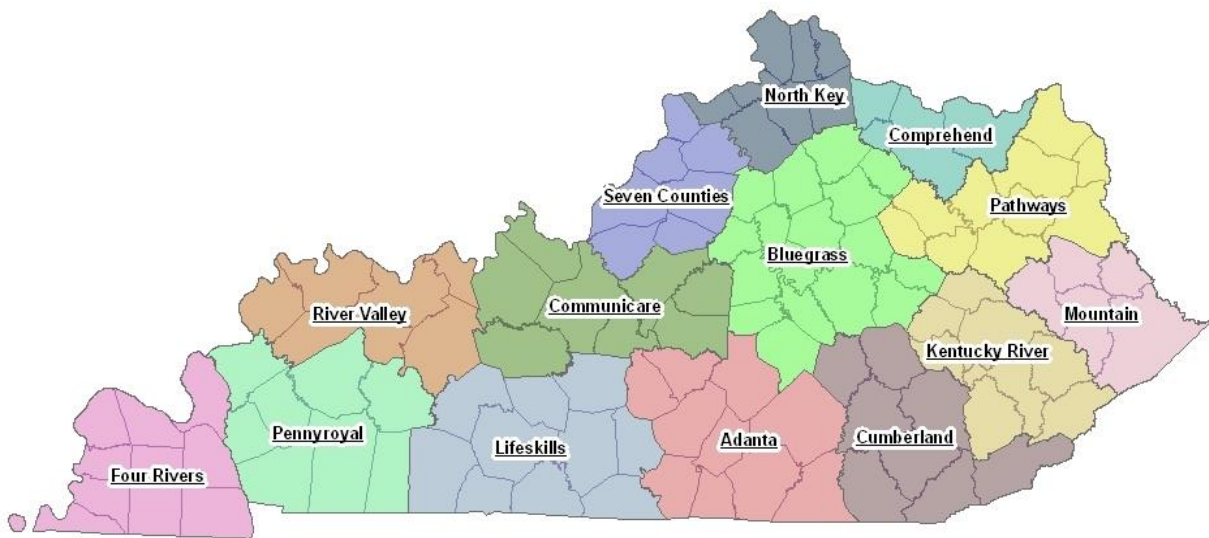 North Key
Comprehend
Seven Counties
Pathways
Bluegrass
River Valley
Communicare
Mountain
Kentucky River
Pennyroyal
Lifeskills
Adanta
Cumberland
Four Rivers